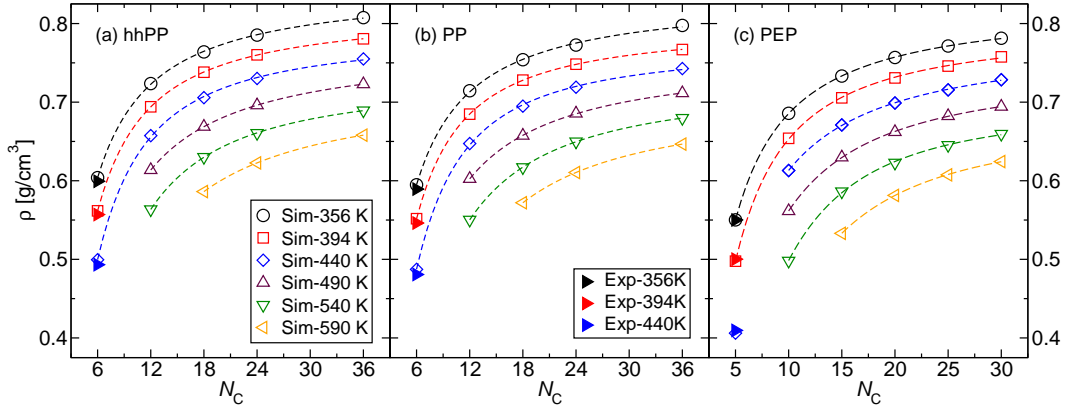 (a) hhPP
(b) PP
(c) PEP
0.8
0.7
0.6
0.5
0.4
ρ [g/cm³]
Sim-356 K
Sim-394 K
Sim-440 K
Sim-490 K
Sim-540 K
Sim-590 K
Exp-356K
Exp-394K
Exp-440K
0.8
0.7
0.6
0.5
0.4
6 12 18 24 30 36
6 12 18 24 30 36
5 10 15 20 25 30
N_C
N_C
N_C